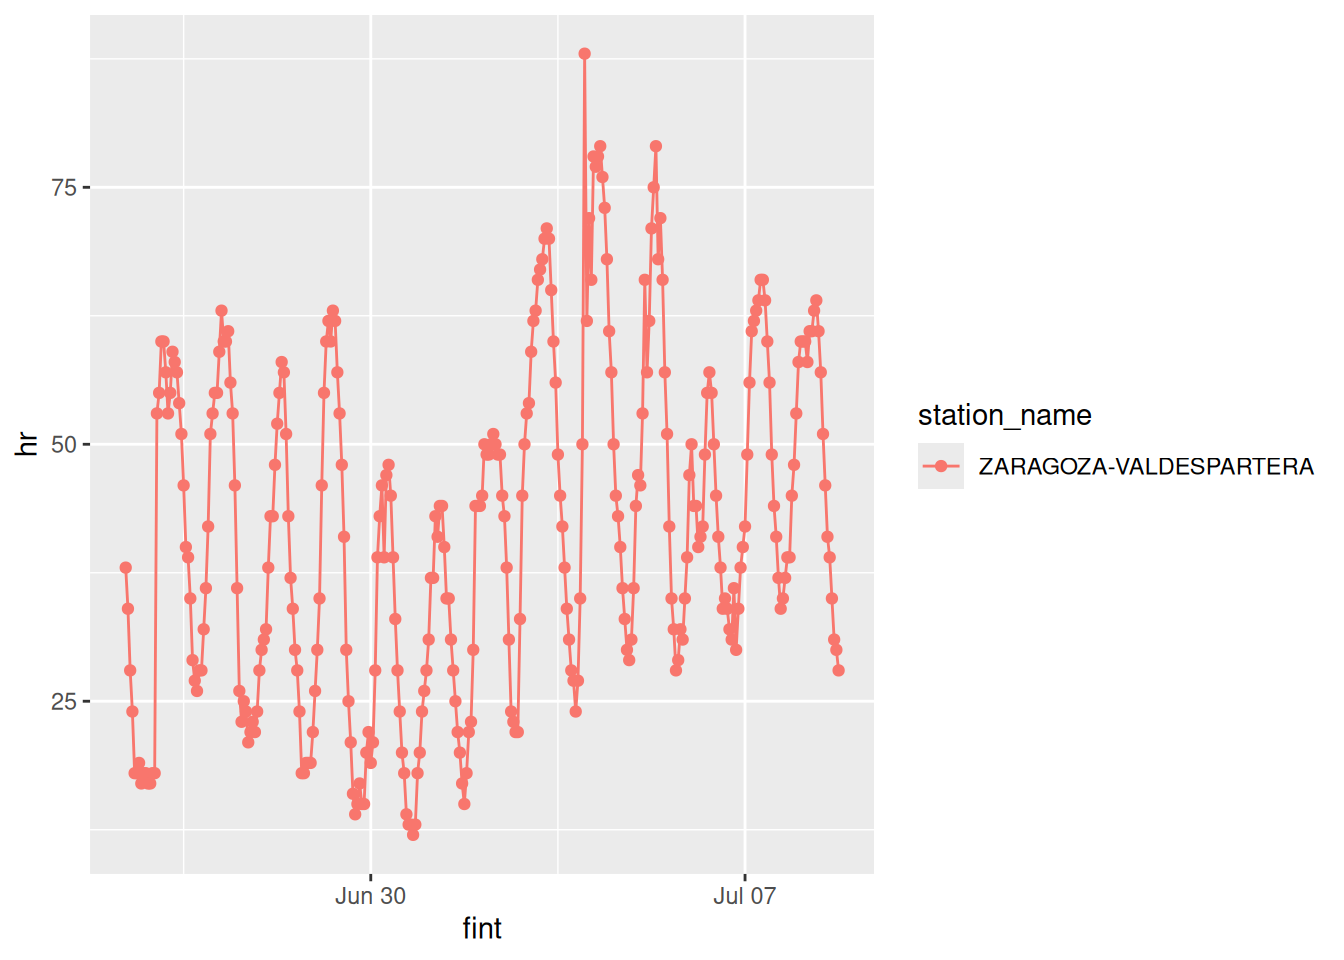 75
50
25
hr
Jun 30
Jul 07
fint
station_name
ZARAGOZA-VALDESPARTERA